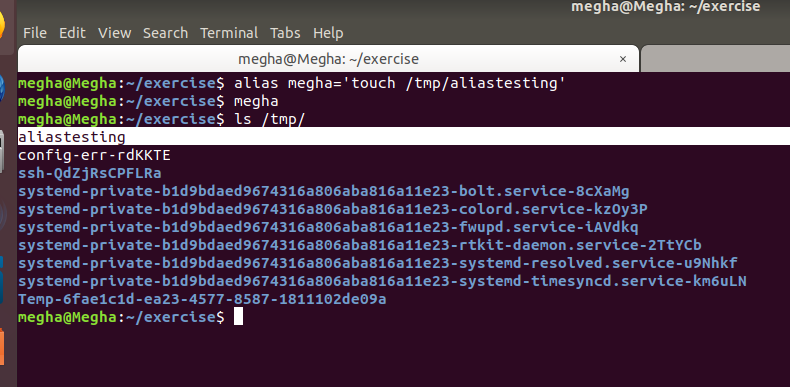 megha@Megha: ~/exercise
File Edit View Search Terminal Tabs Help
megha@Megha: ~/exercise ×
megha@Megha:~/exercise$ alias megha='touch /tmp/aliastesting'
megha@Megha:~/exercise$ megha
megha@Megha:~/exercise$ ls /tmp/
aliastesting
config-err-rdKKTE
ssh-QdZjRsCPFLRa
systemd-private-b1d9bdaed9674316a806aba816a11e23-bolt.service-8cXaMg
systemd-private-b1d9bdaed9674316a806aba816a11e23-colord.service-kzOy3P
systemd-private-b1d9bdaed9674316a806aba816a11e23-fwupd.service-iAVdkq
systemd-private-b1d9bdaed9674316a806aba816a11e23-rtkit-daemon.service-2TtYCb
systemd-private-b1d9bdaed9674316a806aba816a11e23-systemd-resolved.service-u9Nhkf
systemd-private-b1d9bdaed9674316a806aba816a11e23-systemd-timesyncd.service-km6uLN
Temp-6fae1c1d-ea23-4577-8587-1811102de09a
megha@Megha:~/exercise$